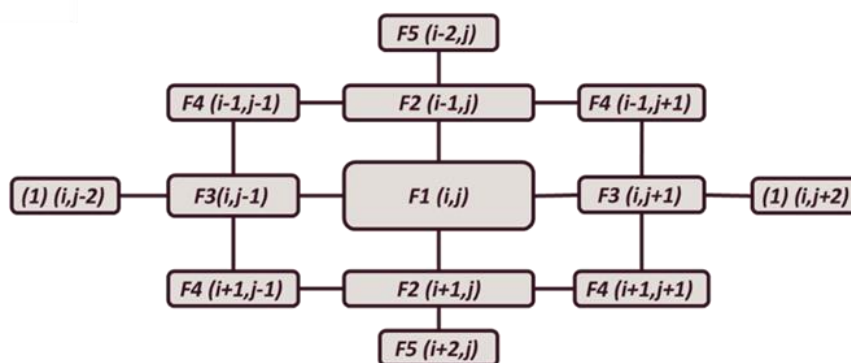 F5 (i-2,j)
F4 (i-1,j-1) F2 (i-1,j) F4 (i-1,j+1)
(1) (i,j-2) F3(i,j-1) F1 (i,j) F3 (i,j+1) (1) (i,j+2)
F4 (i+1,j-1) F2 (i+1,j) F4 (i+1,j+1)
F5 (i+2,j)